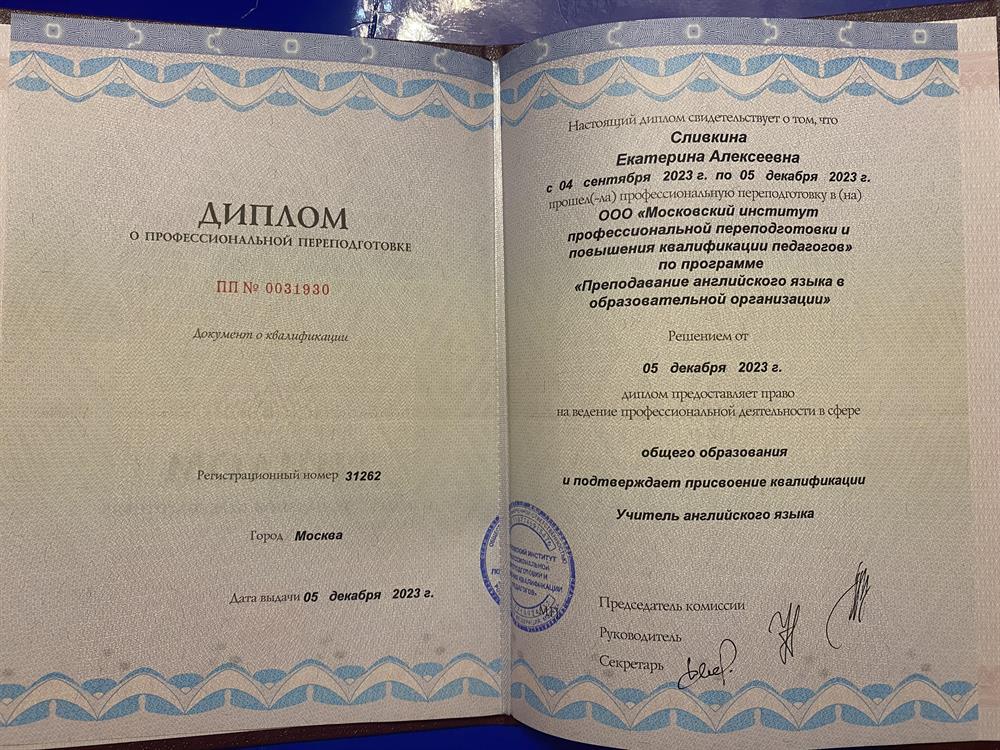 ДИПЛОМ
О ПРОФЕССИОНАЛЬНОЙ ПЕРЕПОДГОТОВКЕ
ПП № 0031930
Документ о квалификации
Регистрационный номер 31262
Город Москва
Дата выдачи 05 декабря 2023 г.
Настоящий диплом свидетельствует о том, что
Сливкина
Екатерина Алексеевна
с 04 сентября 2023 г. по 05 декабря 2023 г.
прошел(-ла) профессиональную переподготовку в (на)
ООО «Московский институт
профессиональной переподготовки и
повышения квалификации педагогов»
по программе
«Преподавание английского языка в
образовательной организации»
Решением от
05 декабря 2023 г.
диплом предоставляет право
на ведение профессиональной деятельности в сфере
общего образования
и подтверждает присвоение квалификации
Учитель английского языка
М.П.
Председатель комиссии
Руководитель
Секретарь